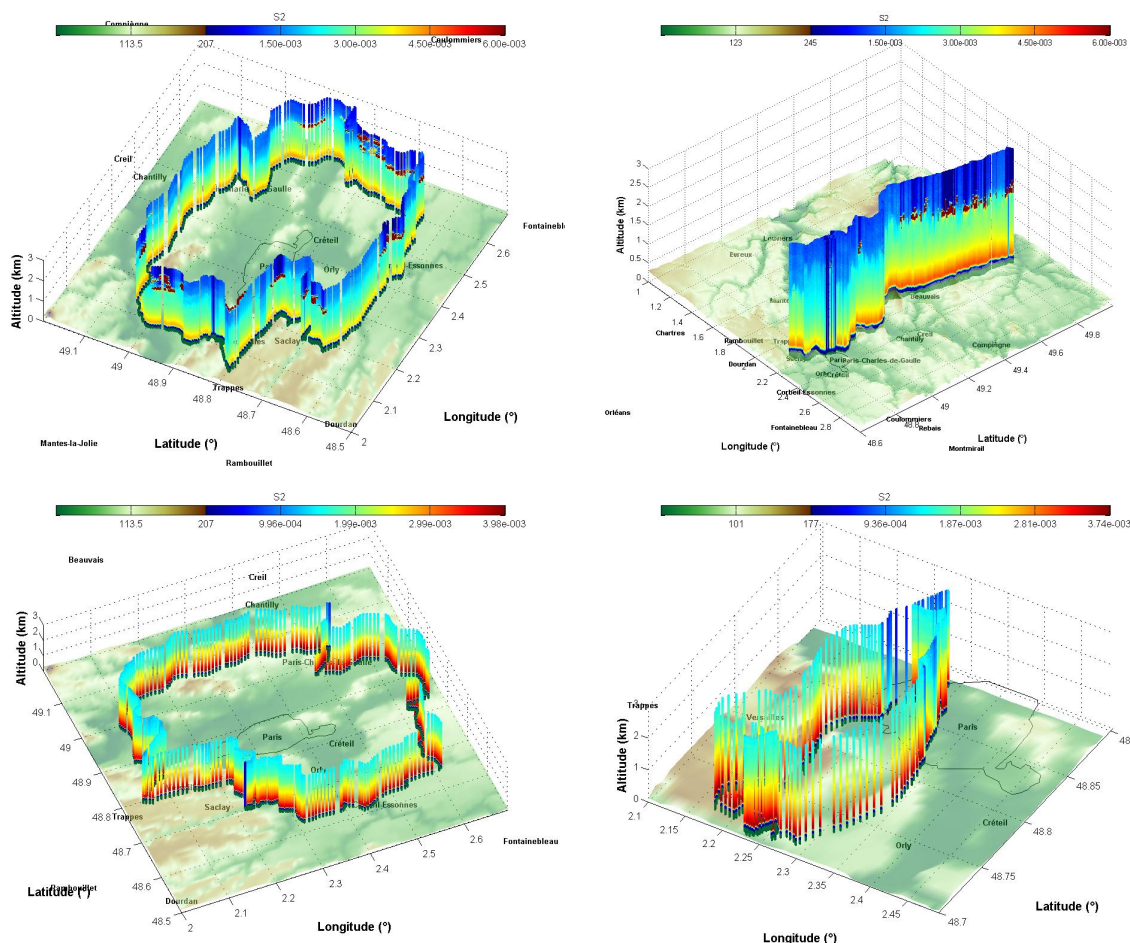 Compiègne
S2
Coulommiers
113.5 207 1.50e-003 3.00e-003 4.50e-003 6.00e-003
Creil
Chantilly
Fontainebl
Créteil
Orly
Saclay
Trappes
Dourdan
Mantes-la-Jolie
Rambouillet
Altitude (km)
3
2
1
0
49.1
49
48.9
48.8
48.7
48.6
48.5
2
2.1
2.2
2.3
2.4
2.5
2.6
Latitude (°)
Longitude (°)
S2
123 245 1.50e-003 3.00e-003 4.50e-003 6.00e-003
Altitude (km)
3
2.5
2
1.5
1
0.5
0
1
1.2
1.4
1.6
1.8
2
2.2
2.4
2.6
2.8
48.6
48.8
49
49.2
49.4
49.6
49.8
Evreux
Beauvais
Chartres
Rambouillet
Dourdan
Chantilly
Creil
Compiègne
Paris-Charles-de-Gaulle
Créteil
Corbeil-Essonnes
Orléans
Fontainebleau
Coulommiers
Rebais
Montmirail
Longitude (°)
Latitude (°)
S2
113.5 207 9.96e-004 1.99e-003 2.99e-003 3.98e-003
Beauvais
Creil
Chantilly
Paris
Créteil
Saclay
Trappes
Fontainebleau
Dourdan
Altitude (km)
3
2
1
0
49.1
49
48.9
48.8
48.7
48.6
48.5
2
2.1
2.2
2.3
2.4
2.5
2.6
Latitude (°)
Longitude (°)
S2
101 177 9.36e-004 1.87e-003 2.81e-003 3.74e-003
Trappes
Versailles
Paris
Créteil
Orly
Altitude (km)
2
1
0
2.1
2.15
2.2
2.25
2.3
2.35
2.4
2.45
48.7
48.75
48.8
48.85
Latitude (°)
Longitude (°)